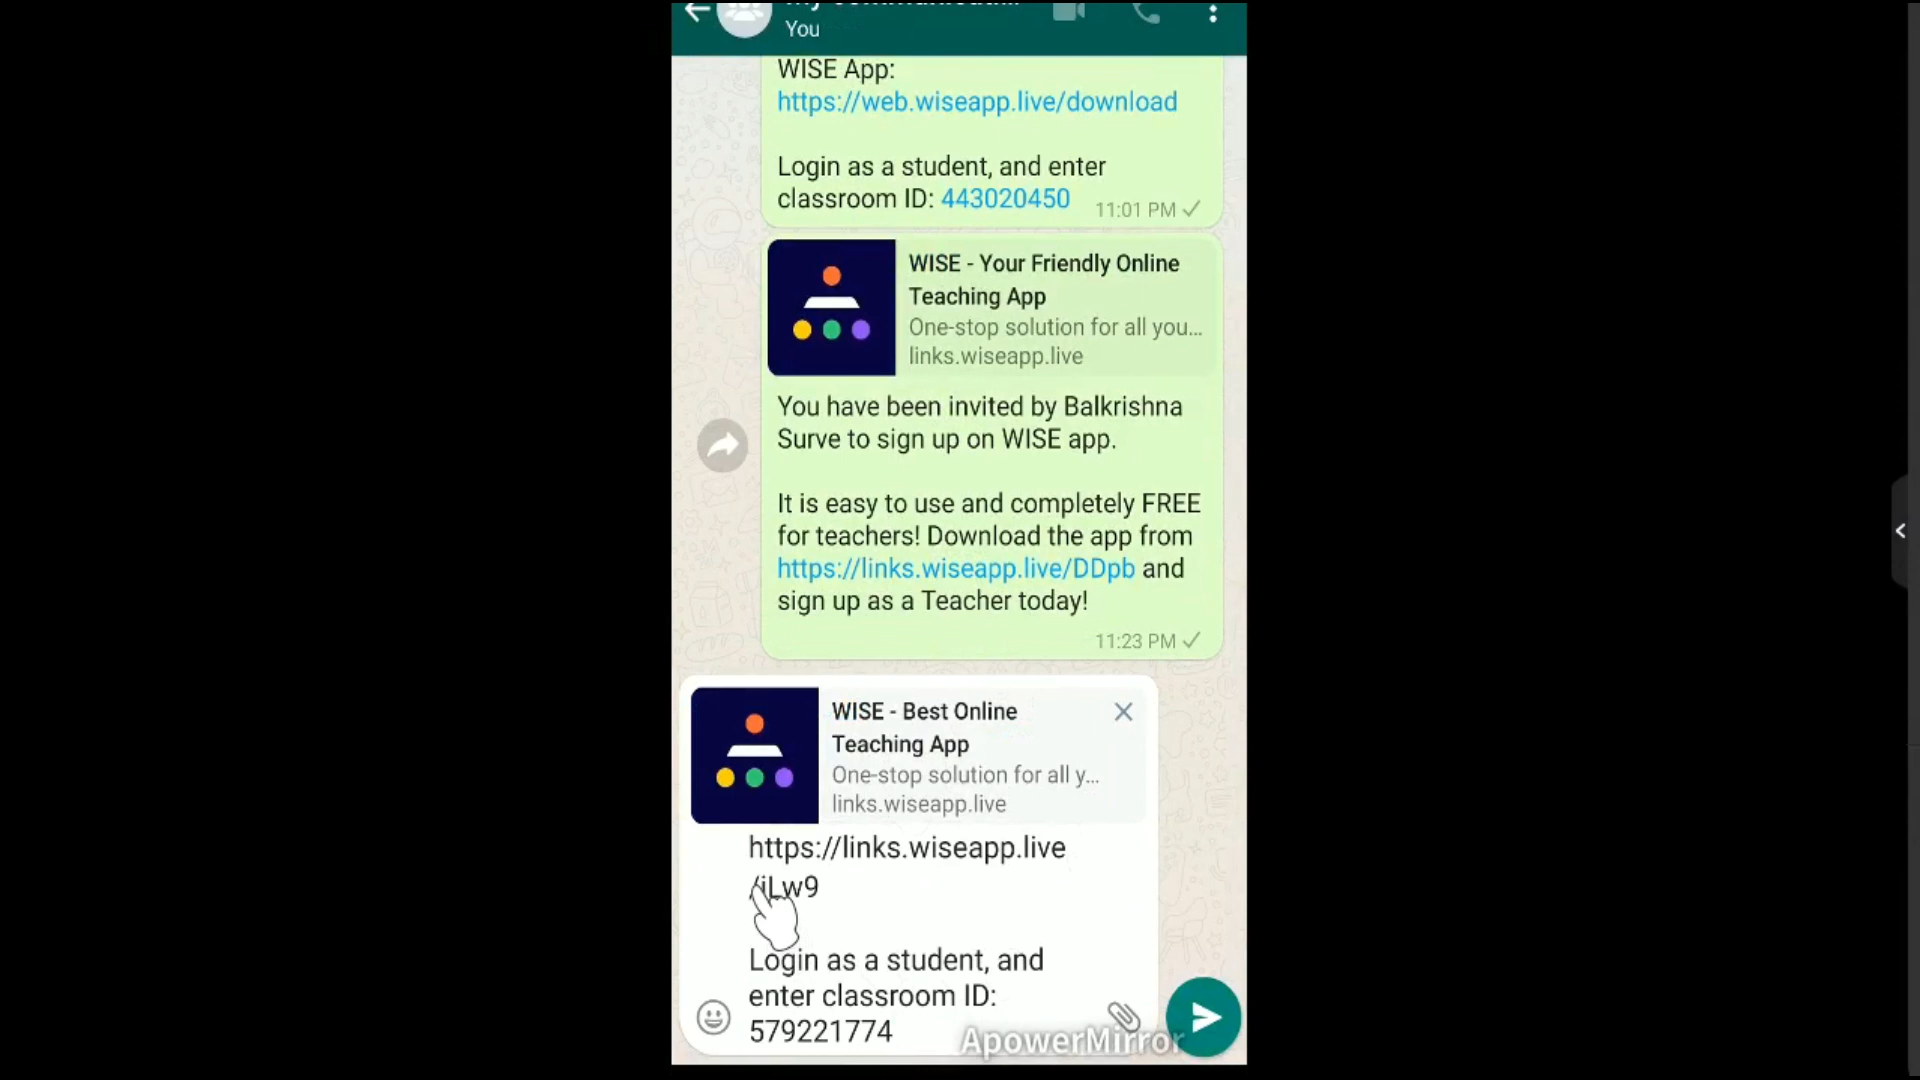 You
WISE App:
https://web.wiseapp.live/download
Login as a student, and enter
classroom ID: 443020450
11:01 PM
WISE - Your Friendly Online
Teaching App
One-stop solution for all you...
links.wiseapp.live
You have been invited by Balkrishna
Surve to sign up on WISE app.
It is easy to use and completely FREE
for teachers! Download the app from
https://links.wiseapp.live/DDpb and
sign up as a Teacher today!
11:23 PM
WISE - Best Online
Teaching App
One-stop solution for all y...
links.wiseapp.live
https://links.wiseapp.live
/iLw9
Login as a student, and
enter classroom ID:
579221774
ApowerMirror